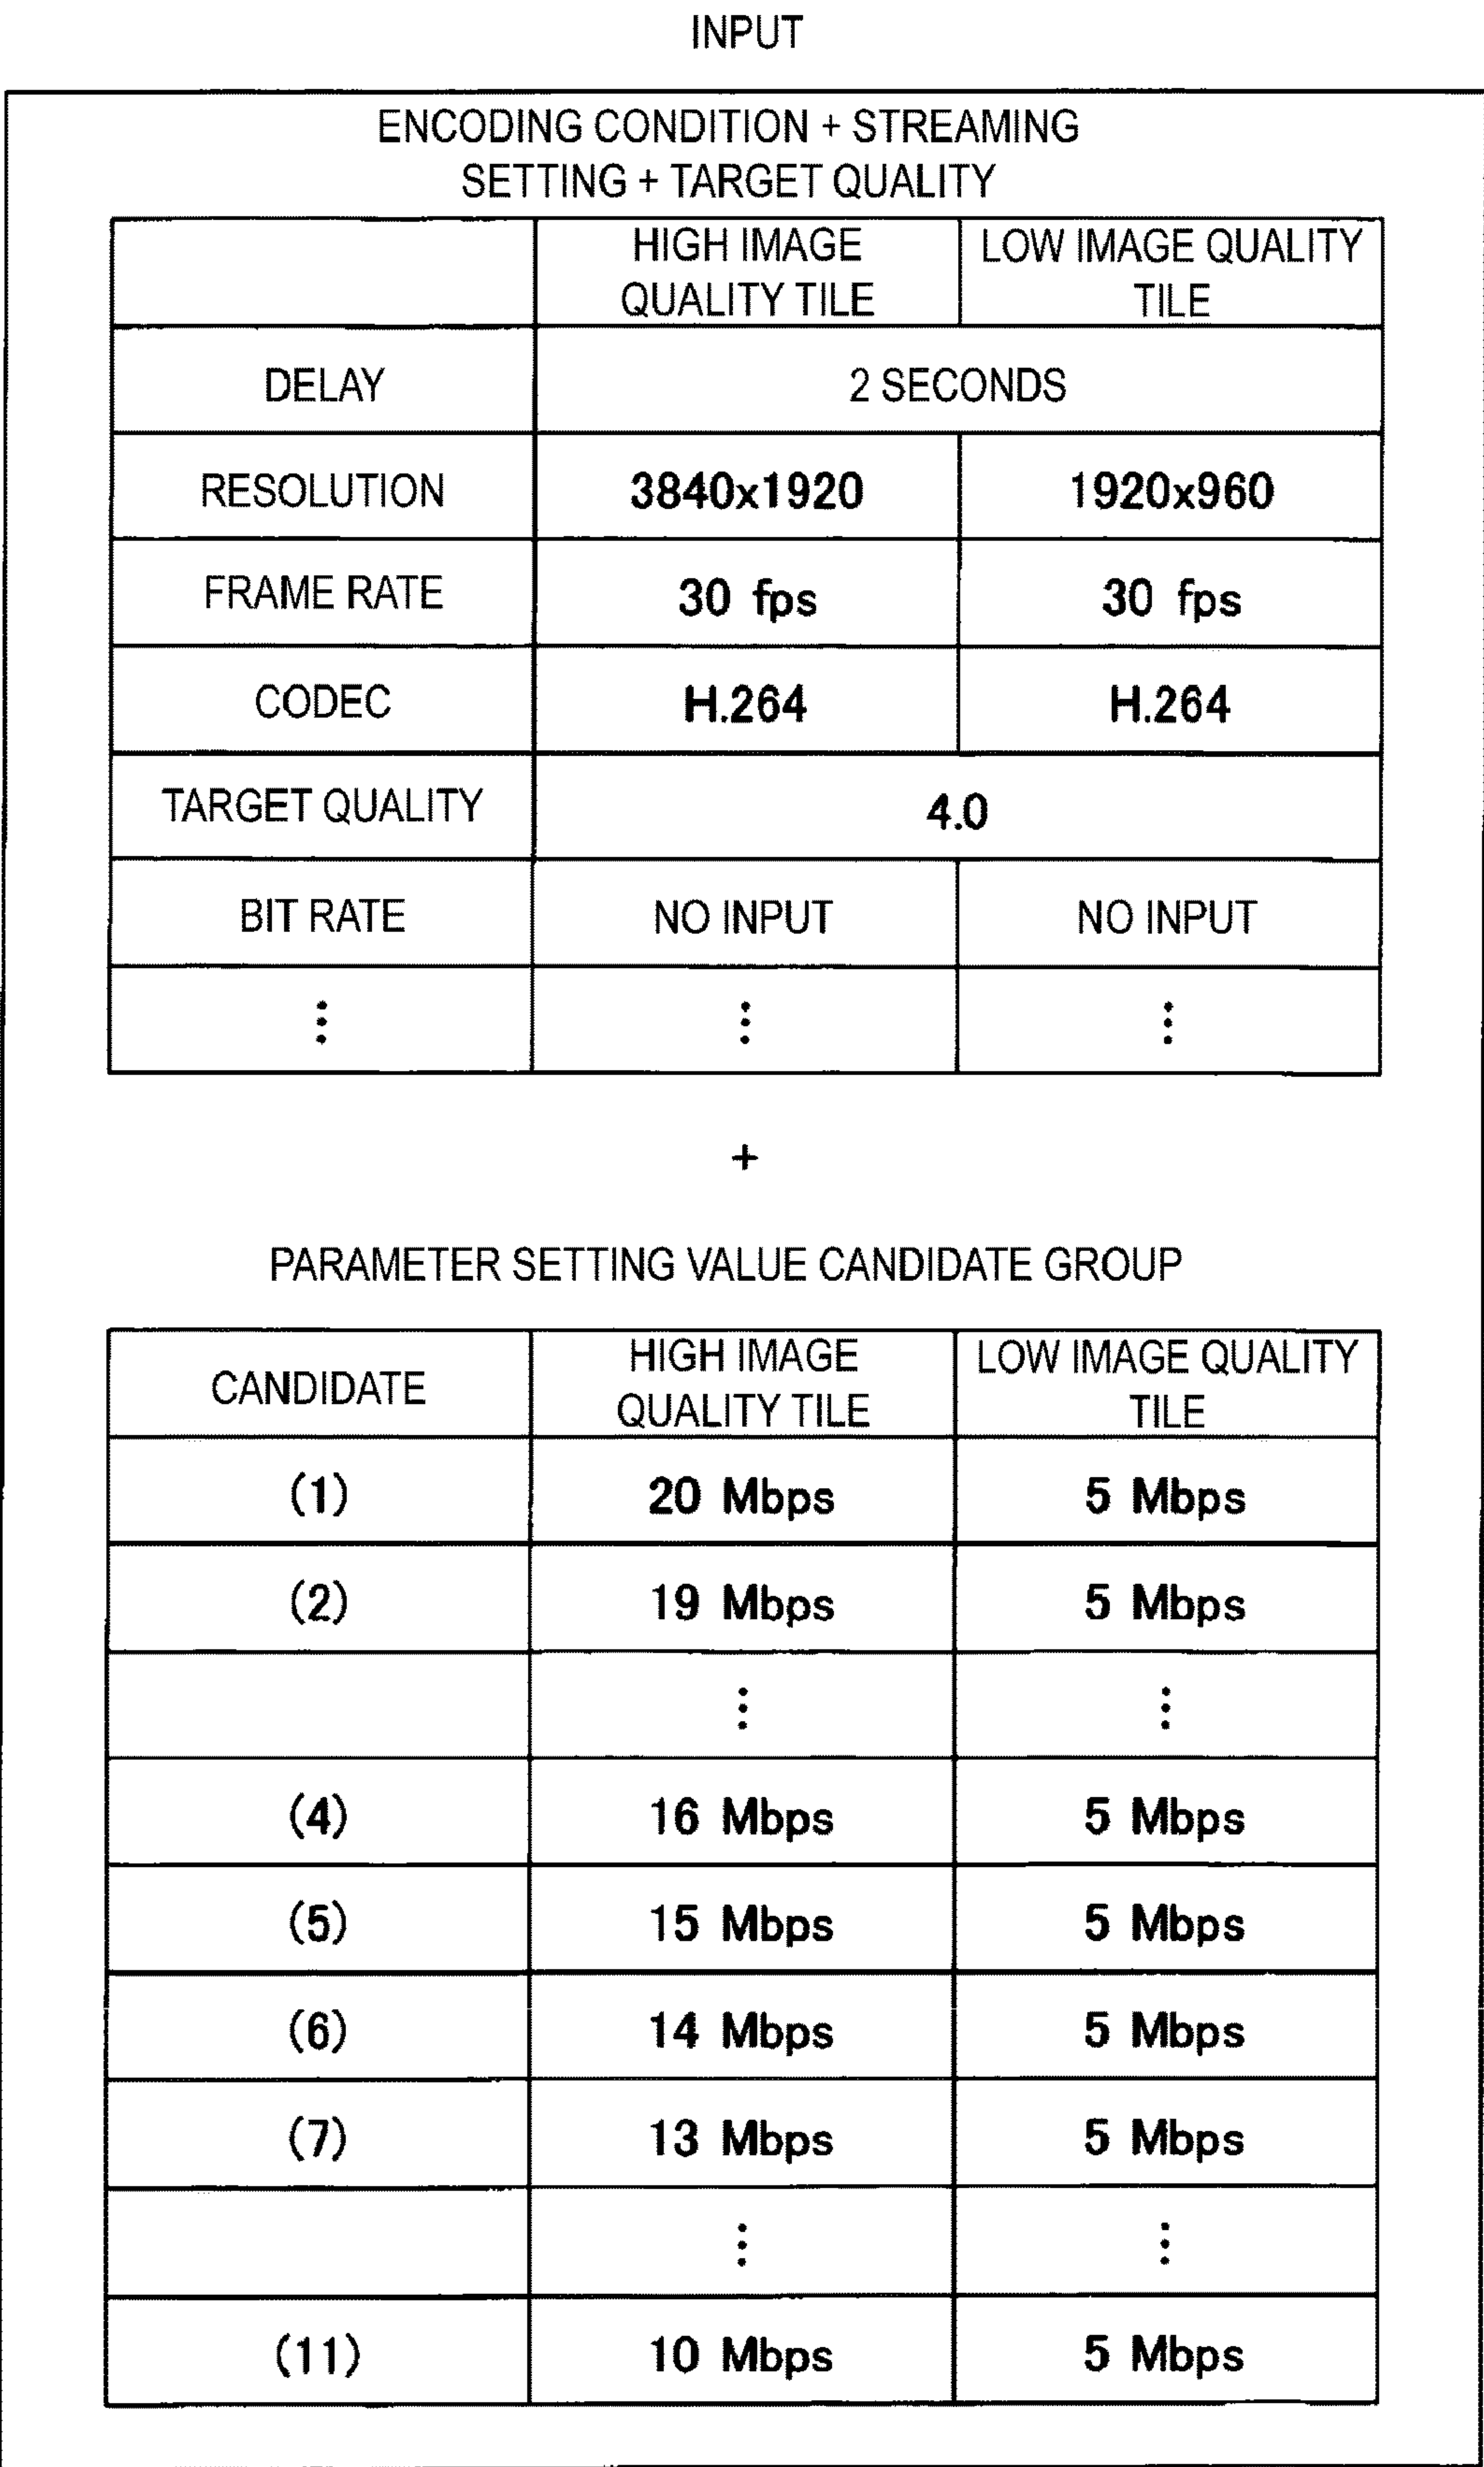 INPUT
ENCODING CONDITION + STREAMING
SETTING + TARGET QUALITY
HIGH IMAGE QUALITY TILE LOW IMAGE QUALITY TILE
DELAY 2 SECONDS
RESOLUTION 3840x1920 1920x960
FRAME RATE 30 fps 30 fps
CODEC H.264 H.264
TARGET QUALITY 4.0
BIT RATE NO INPUT NO INPUT
⋮ ⋮ ⋮
+
PARAMETER SETTING VALUE CANDIDATE GROUP
CANDIDATE HIGH IMAGE QUALITY TILE LOW IMAGE QUALITY TILE
(1) 20 Mbps 5 Mbps
(2) 19 Mbps 5 Mbps
⋮ ⋮
(4) 16 Mbps 5 Mbps
(5) 15 Mbps 5 Mbps
(6) 14 Mbps 5 Mbps
(7) 13 Mbps 5 Mbps
⋮ ⋮
(11) 10 Mbps 5 Mbps